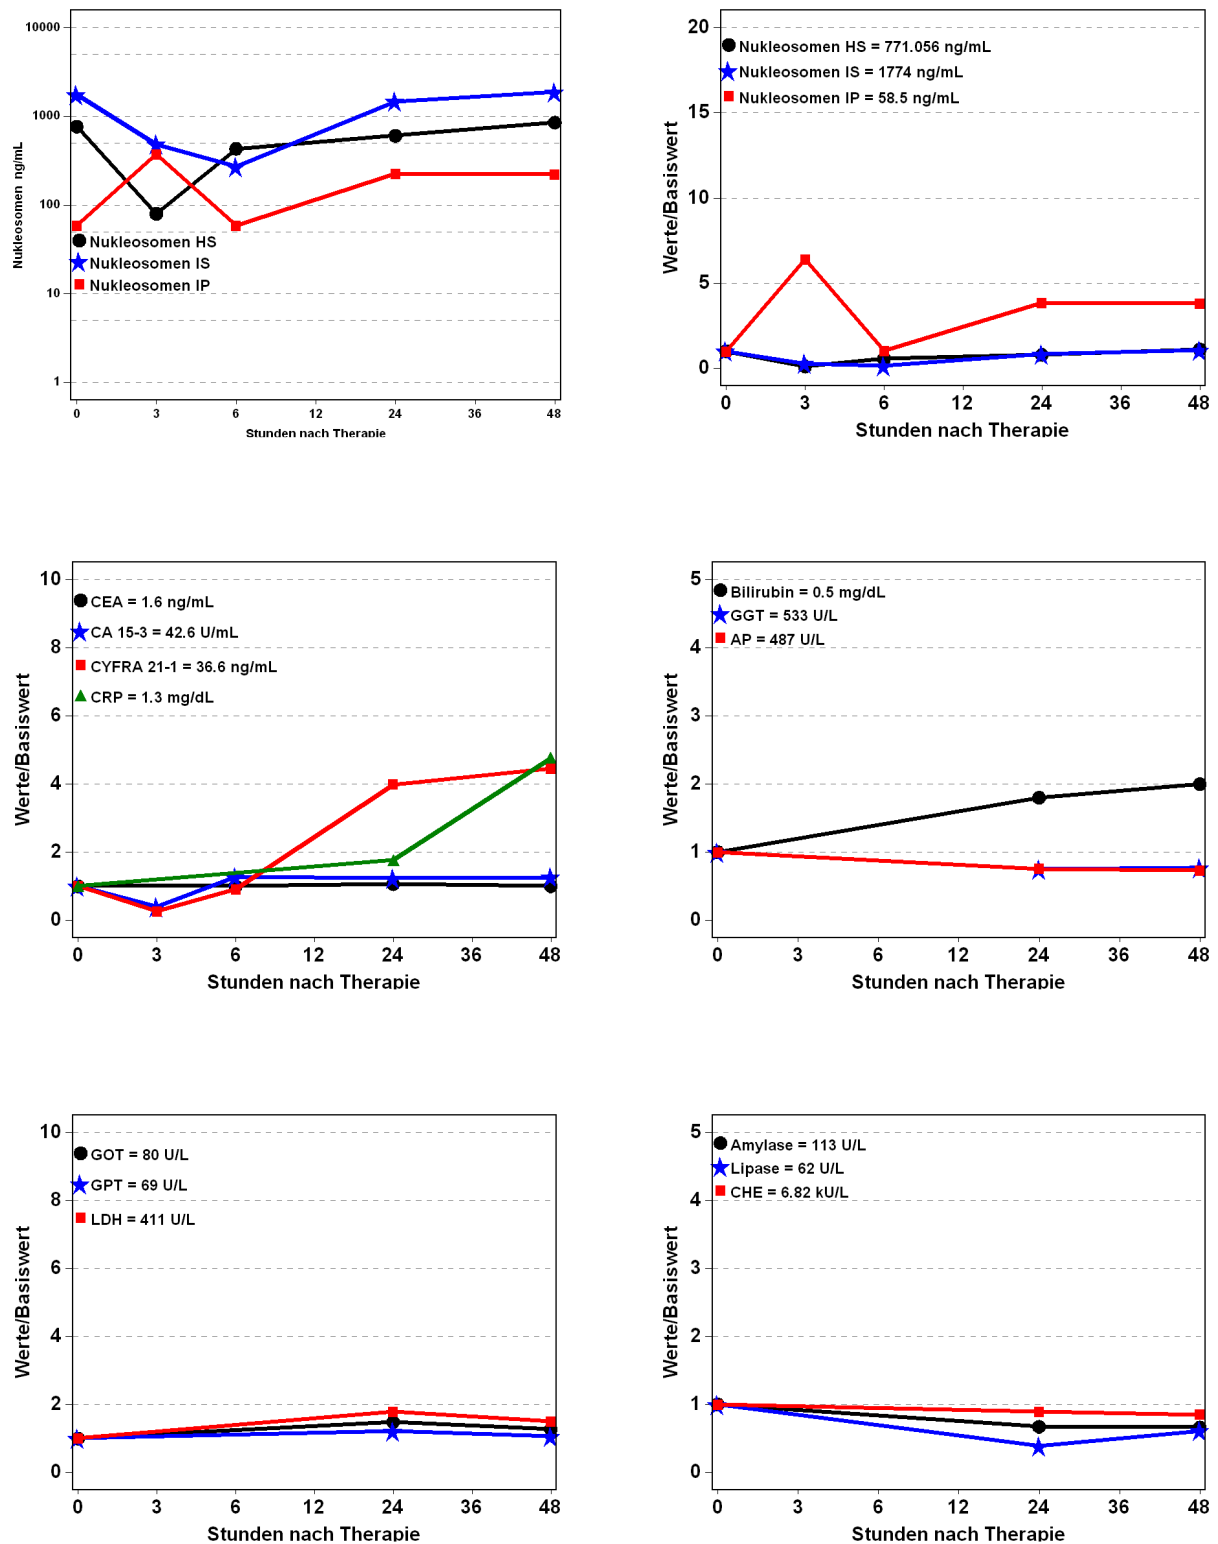 10000
1000
100
10
1
Nukleosomen ng/mL
Nukleosomen HS
Nukleosomen IS
Nukleosomen IP
0 3 6 12 24 36 48
Stunden nach Therapie
20
15
10
5
0
Werte/Basiswert
Nukleosomen HS = 771.056 ng/mL
Nukleosomen IS = 1774 ng/mL
Nukleosomen IP = 58.5 ng/mL
0 3 6 12 24 36 48
Stunden nach Therapie
10
8
6
4
2
0
Werte/Basiswert
CEA = 1.6 ng/mL
CA 15-3 = 42.6 U/mL
CYFRA 21-1 = 36.6 ng/mL
CRP = 1.3 mg/dL
0 3 6 12 24 36 48
Stunden nach Therapie
5
4
3
2
1
0
Werte/Basiswert
Bilirubin = 0.5 mg/dL
GGT = 533 U/L
AP = 487 U/L
0 3 6 12 24 36 48
Stunden nach Therapie
10
8
6
4
2
0
Werte/Basiswert
GOT = 80 U/L
GPT = 69 U/L
LDH = 411 U/L
0 3 6 12 24 36 48
Stunden nach Therapie
5
4
3
2
1
0
Werte/Basiswert
Amylase = 113 U/L
Lipase = 62 U/L
CHE = 6.82 kU/L
0 3 6 12 24 36 48
Stunden nach Therapie